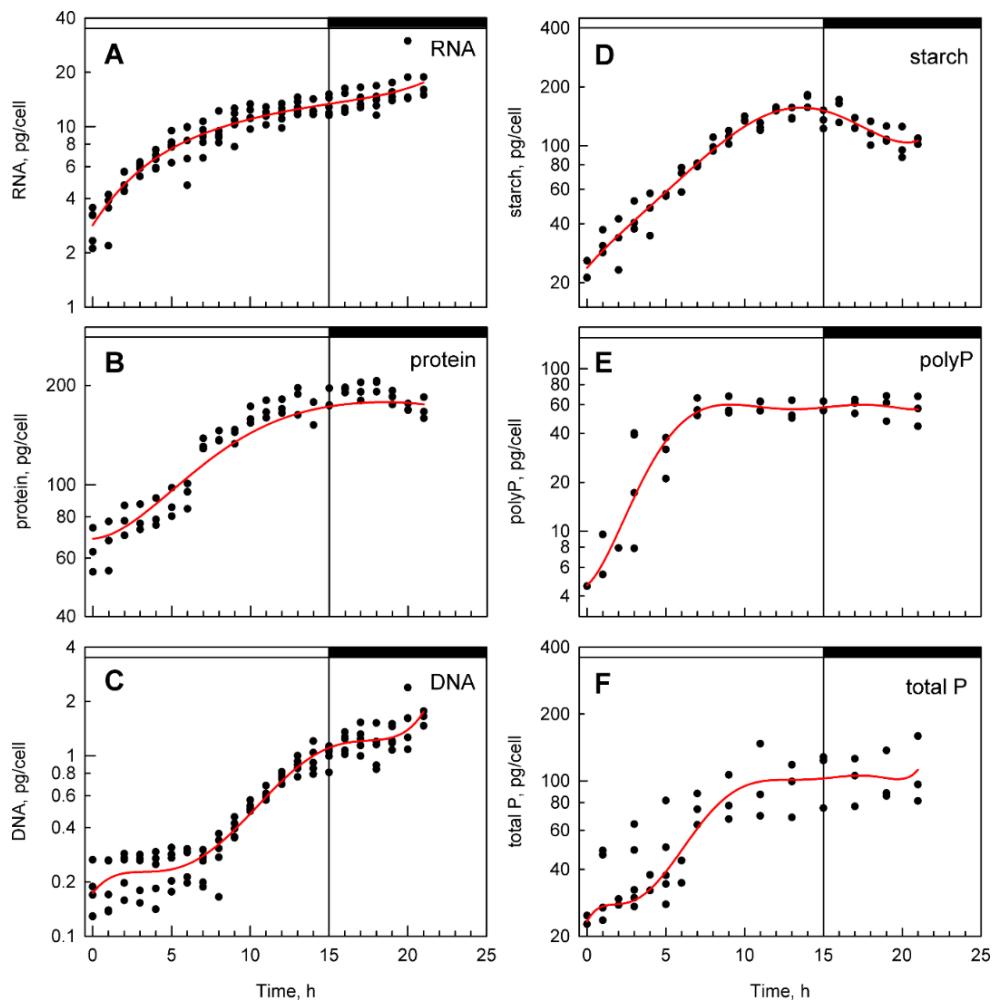 A
RNA
RNA, pg/cell
40
20
10
8
6
4
2
1
D
starch
starch, pg/cell
400
200
100
80
60
40
20
B
protein
protein, pg/cell
200
100
80
60
40
E
polyP
polyP, pg/cell
100
80
60
40
20
10
8
6
4
C
DNA
DNA, pg/cell
4
2
1
0.8
0.6
0.4
0.2
0.1
0 5 10 15 20 25
Time, h
F
total P
total P, pg/cell
400
200
100
80
60
40
20
0 5 10 15 20 25
Time, h